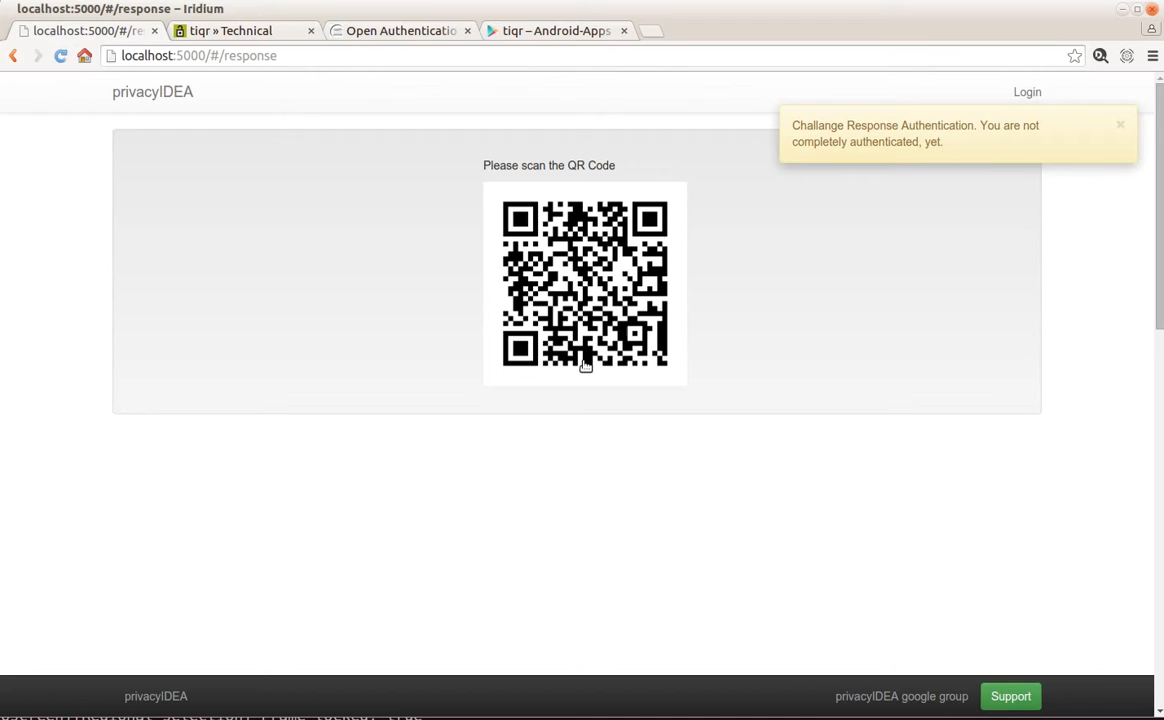 localhost:5000/#/response – Iridium
localhost:5000/#/re
tiqr » Technical
Open Authenticatio
tiqr – Android-Apps
localhost:5000/#/response
privacyIDEA
Login
Challange Response Authentication. You are not
completely authenticated, yet.
Please scan the QR Code
privacyIDEA
privacyIDEA google group
Support